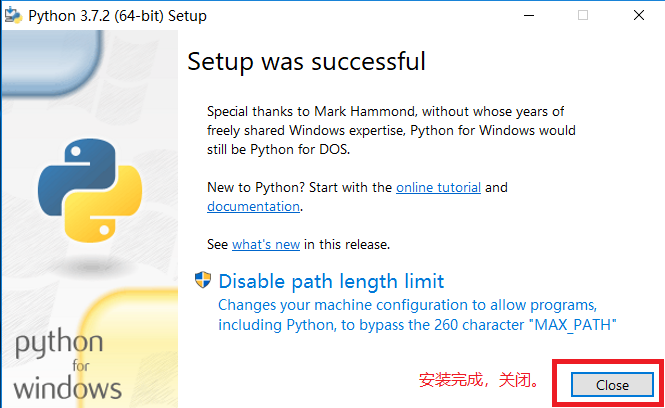 Python 3.7.2 (64-bit) Setup
Setup was successful
Special thanks to Mark Hammond, without whose years of
freely shared Windows expertise, Python for Windows would
still be Python for DOS.
New to Python? Start with the online tutorial and
documentation.
See what's new in this release.
Disable path length limit
Changes your machine configuration to allow programs,
including Python, to bypass the 260 character "MAX_PATH"
python
for
windows
安装完成，关闭。
Close